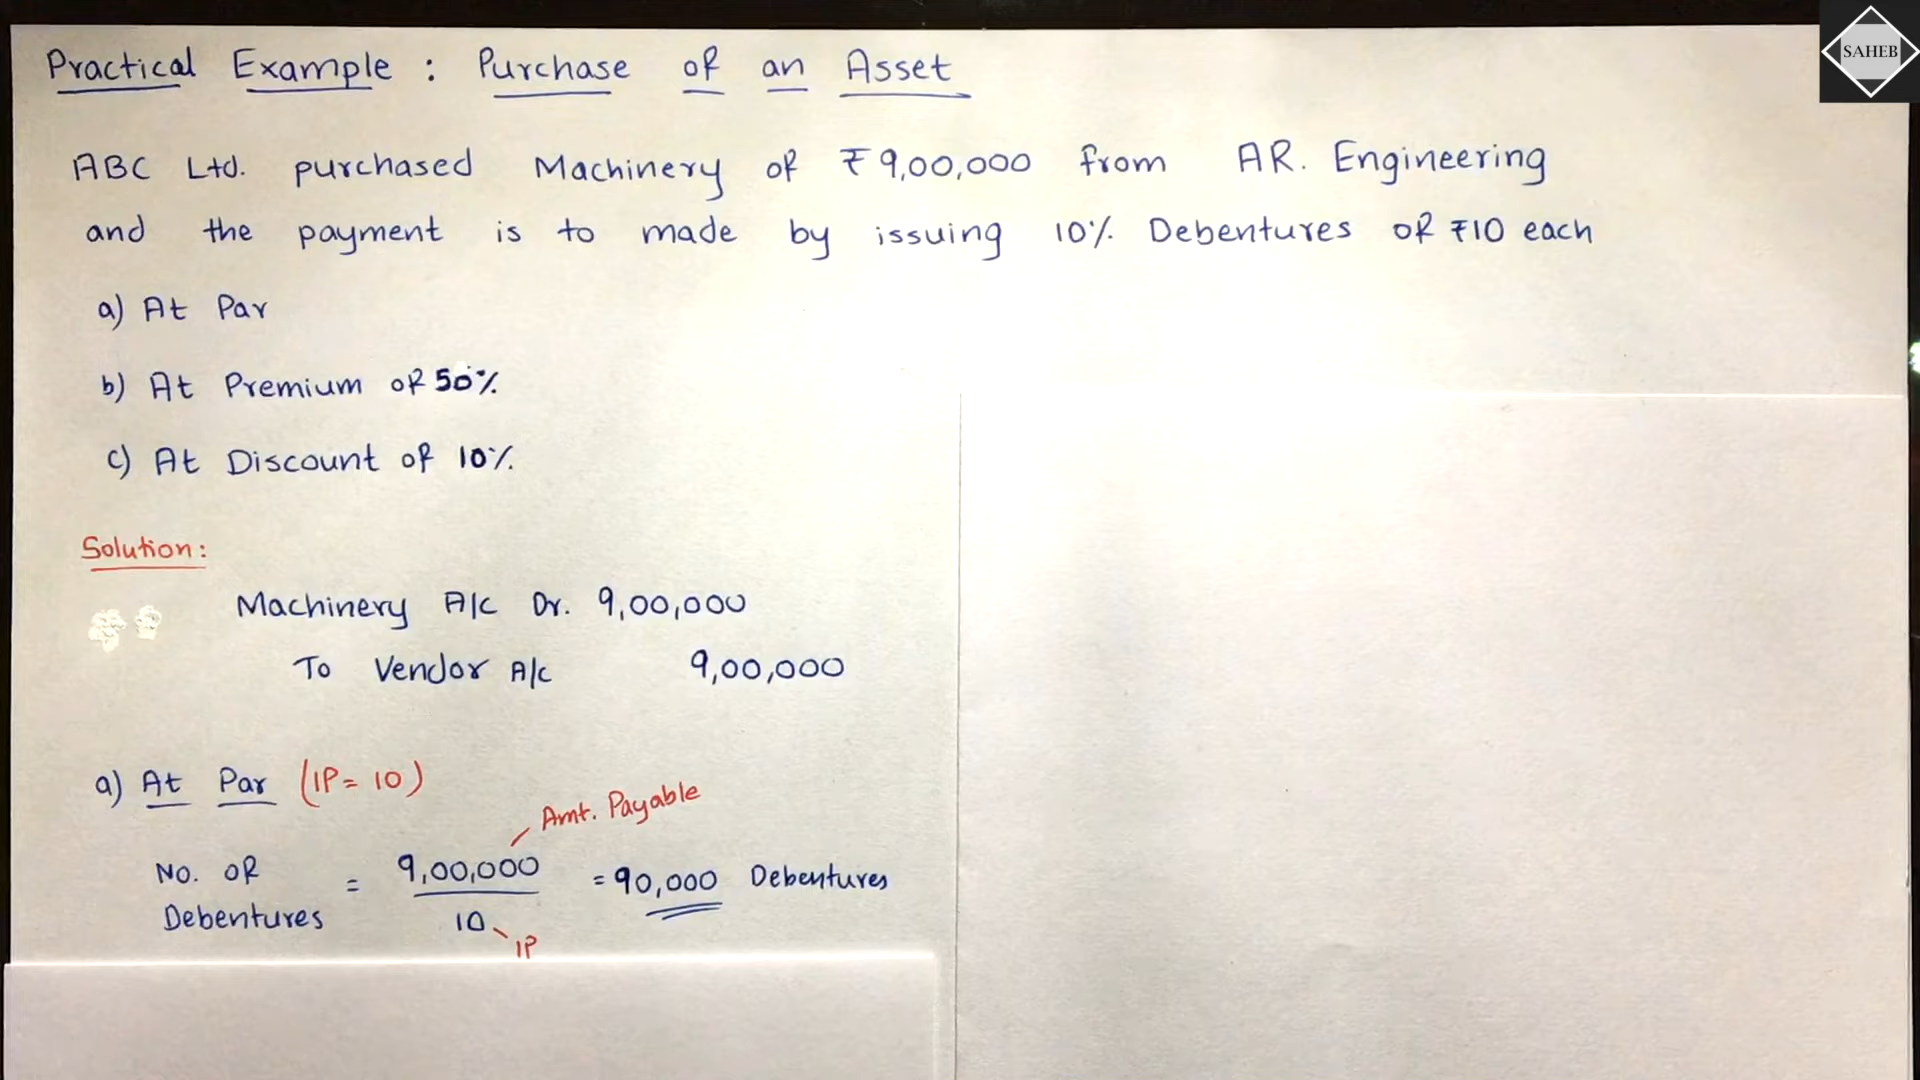 SAHEB
Practical Example : Purchase of an Asset
ABC Ltd. purchased Machinery of ₹9,00,000 from AR. Engineering
and the payment is to made by issuing 10% Debentures of ₹10 each
a) At Par
b) At Premium of 50%
c) At Discount of 10%
Solution:
Machinery A/c Dr. 9,00,000
To Vendor A/c 9,00,000
a) At Par (IP= 10)
Amt. Payable
No. of Debentures = 9,00,000 / 10 = 90,000 Debentures
IP